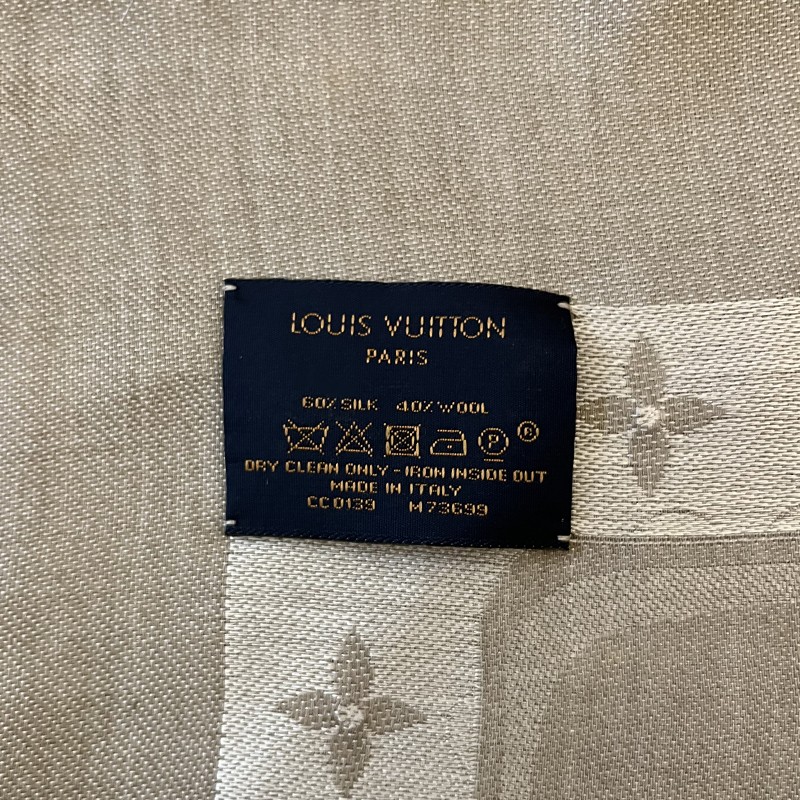 LOUIS VUITTON
PARIS
60% SILK 40% WOOL
P ®
DRY CLEAN ONLY - IRON INSIDE OUT
MADE IN ITALY
CC0139 M73699